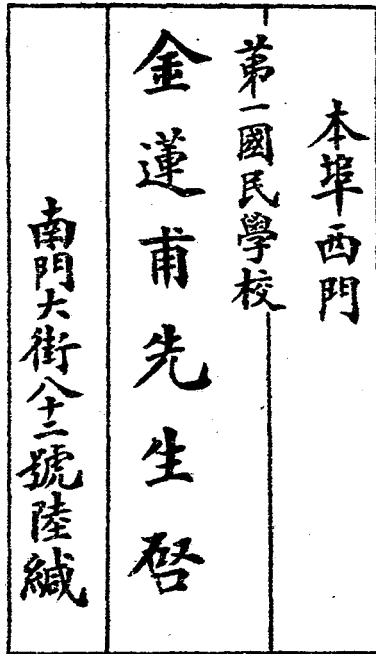 本埠西門
第一國民學校
金蓮甫先生啓
南門大街八十二號陸緘